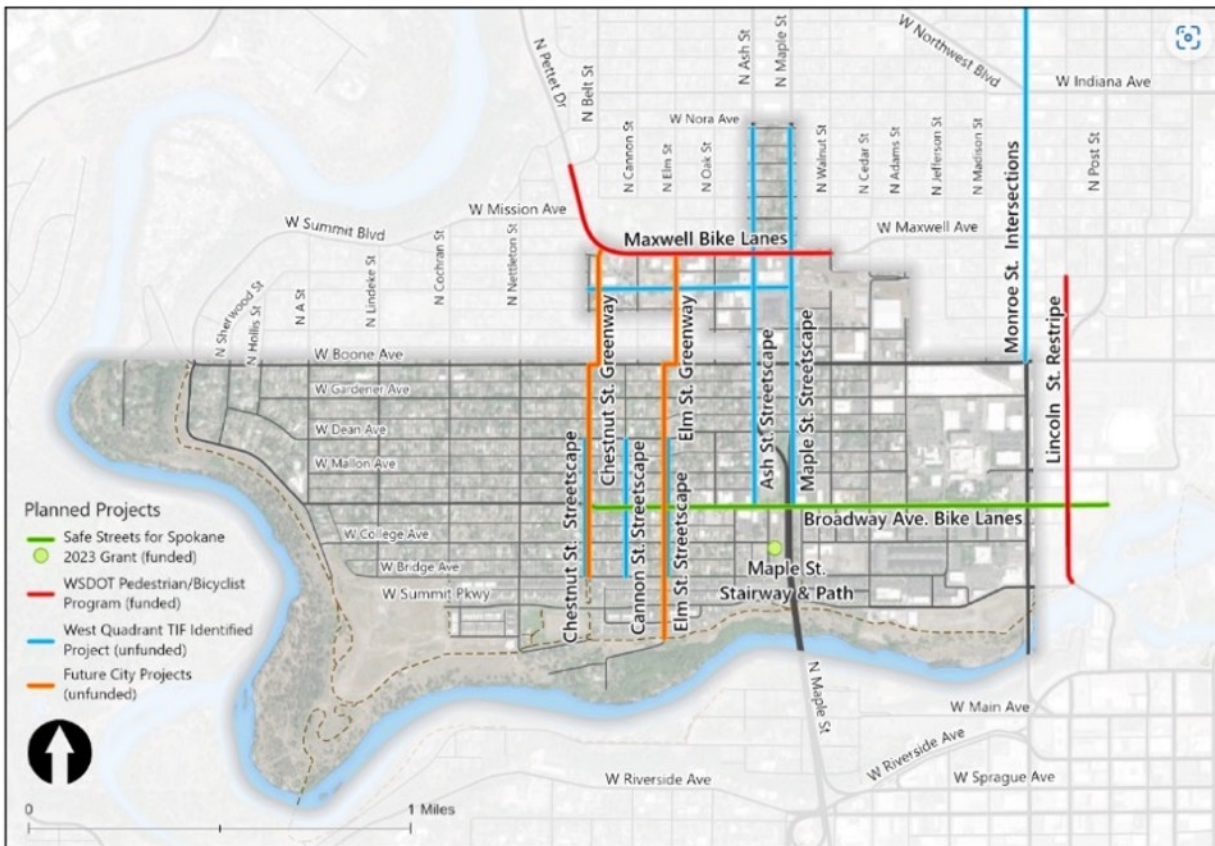 N Ash St
N Maple St
W Northwest Blvd
N Pettet Dr
N Belt St
W Indiana Ave
W Nora Ave
N Cannon St
N Elm St
N Oak St
N Walnut St
N Cedar St
N Adams St
N Jefferson St
N Madison St
Monroe St. Intersections
N Post St
W Mission Ave
W Summit Blvd
Maxwell Bike Lanes
W Maxwell Ave
N Sherwood St
N Hollis St
N A St
N Lindeke St
N Cochran St
N Nettleton St
W Boone Ave
Chestnut St. Greenway
Elm St. Greenway
Ash St. Streetscape
Maple St. Streetscape
Lincoln St. Restripe
W Gardener Ave
W Dean Ave
W Mallon Ave
Chestnut St. Streetscape
Cannon St. Streetscape
Elm St. Streetscape
Broadway Ave. Bike Lanes
W College Ave
W Bridge Ave
W Summit Pkwy
Maple St.
Stairway & Path
Planned Projects
Safe Streets for Spokane
2023 Grant (funded)
WSDOT Pedestrian/Bicyclist
Program (funded)
West Quadrant TIF Identified
Project (unfunded)
Future City Projects
(unfunded)
N Maple St
W Main Ave
W Riverside Ave
W Riverside Ave
W Sprague Ave
0
1 Miles